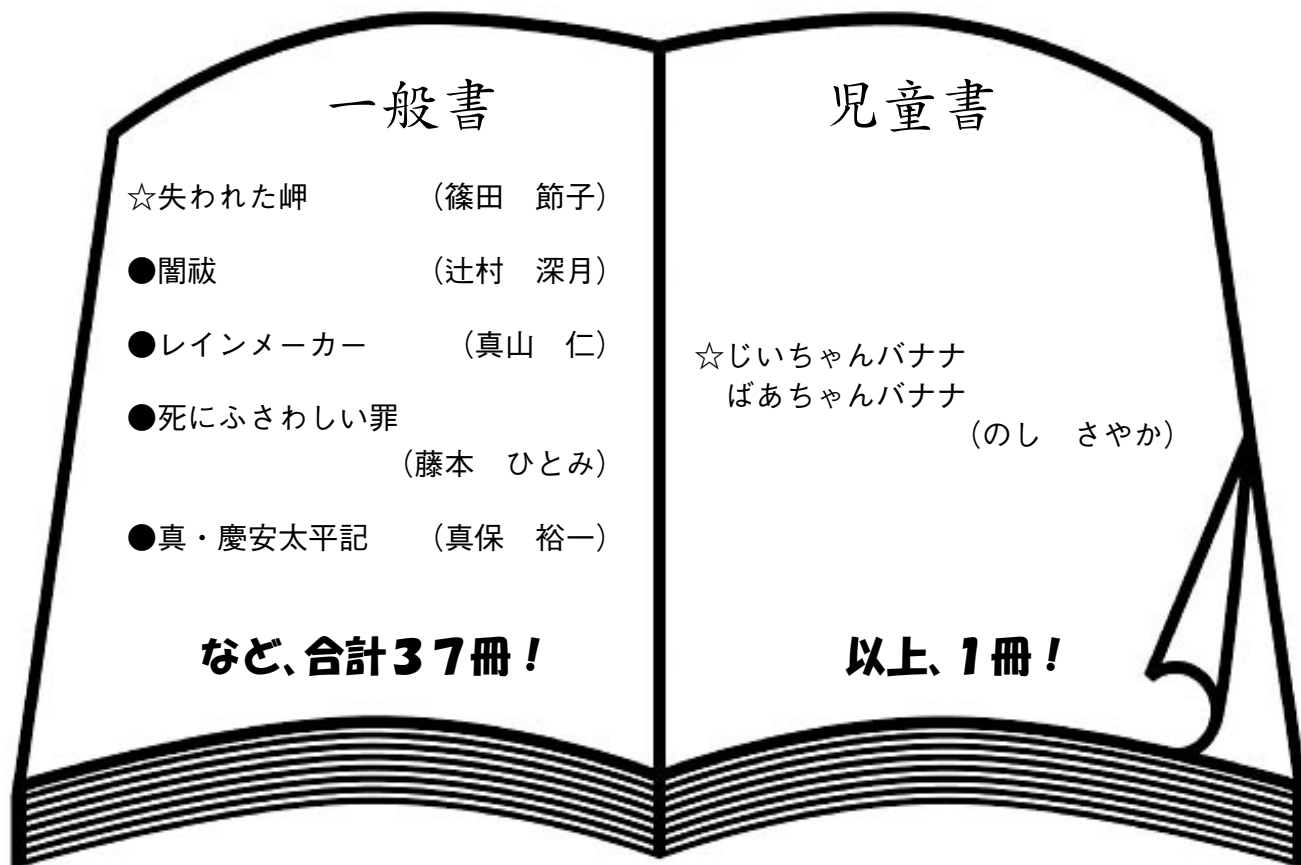 一般書
☆失われた岬　（篠田　節子）
●闇祓　（辻村　深月）
●レインメーカー　（真山　仁）
●死にふさわしい罪
（藤本　ひとみ）
●真・慶安太平記　（真保　裕一）
など、合計３７冊！
児童書
☆じいちゃんバナナ
ばあちゃんバナナ
（のし　さやか）
以上、１冊！